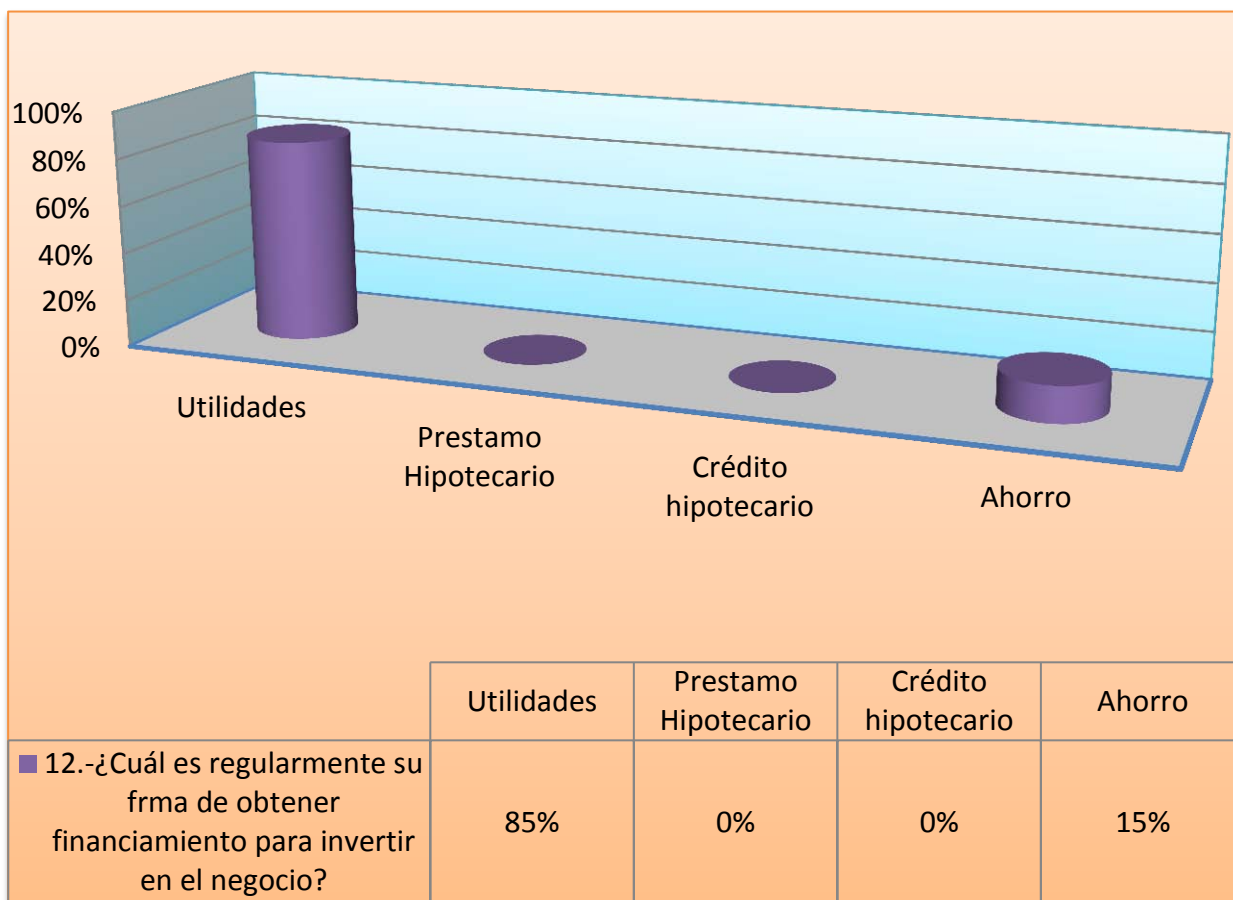 100%
80%
60%
40%
20%
0%
Utilidades
Prestamo
Hipotecario
Crédito
hipotecario
Ahorro
Utilidades
Prestamo
Hipotecario
Crédito
hipotecario
Ahorro
12.-¿Cuál es regularmente su
frma de obtener
financiamiento para invertir
en el negocio?
85%
0%
0%
15%